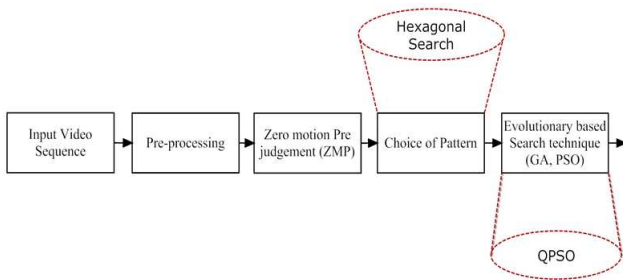 Hexagonal
Search
Input Video
Sequence
Pre-processing
Zero motion Pre
judgement (ZMP)
Choice of Pattern
Evolutionary based
Search technique
(GA, PSO)
QPSO